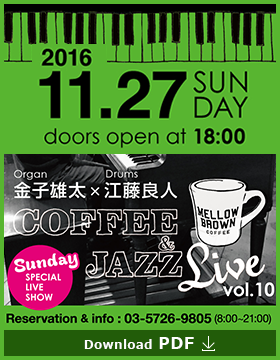 2016
11.27 SUN
DAY
doors open at 18:00
Organ Drums
金子雄太×江藤良人
MELLOW
BROWN
COFFEE
COFFEE
& JAZZ
Live
vol.10
Sunday
SPECIAL
LIVE
SHOW
Reservation & info : 03-5726-9805 (8:00~21:00)
Download PDF